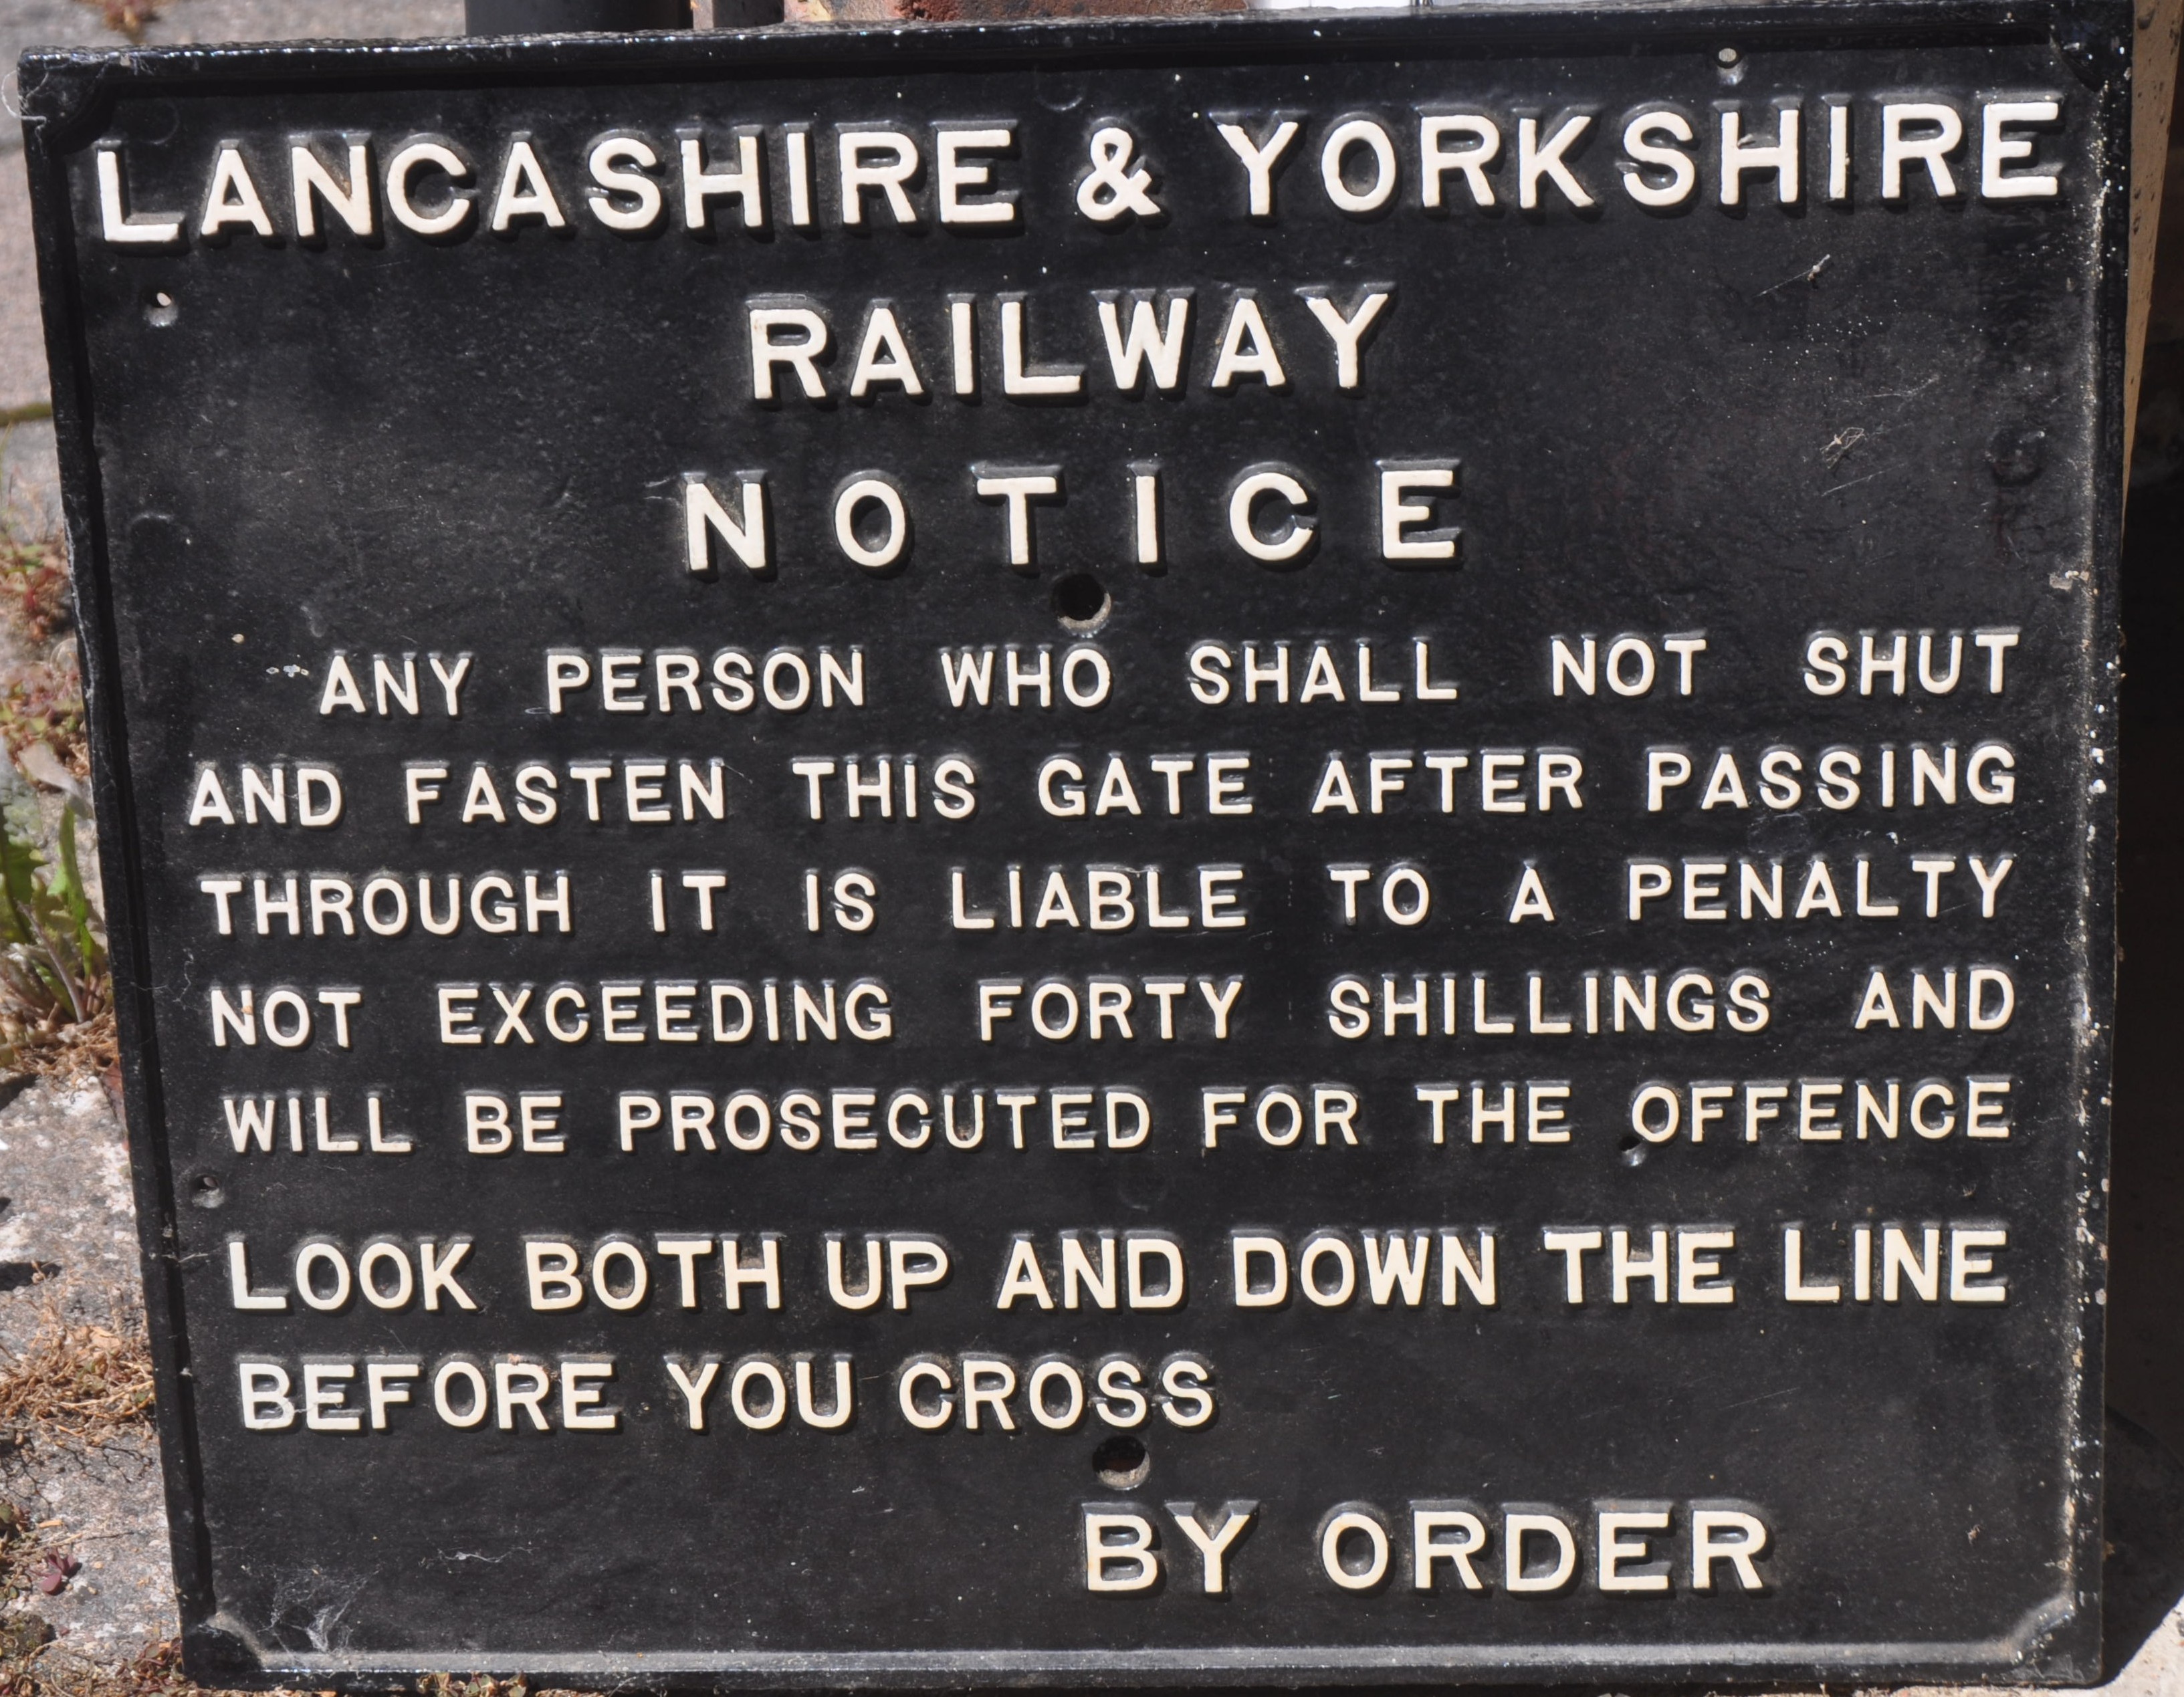 LANCASHIRE & YORKSHIRE
RAILWAY
NOTICE
ANY PERSON WHO SHALL NOT SHUT
AND FASTEN THIS GATE AFTER PASSING
THROUGH IT IS LIABLE TO A PENALTY
NOT EXCEEDING FORTY SHILLINGS AND
WILL BE PROSECUTED FOR THE OFFENCE
LOOK BOTH UP AND DOWN THE LINE
BEFORE YOU CROSS
BY ORDER